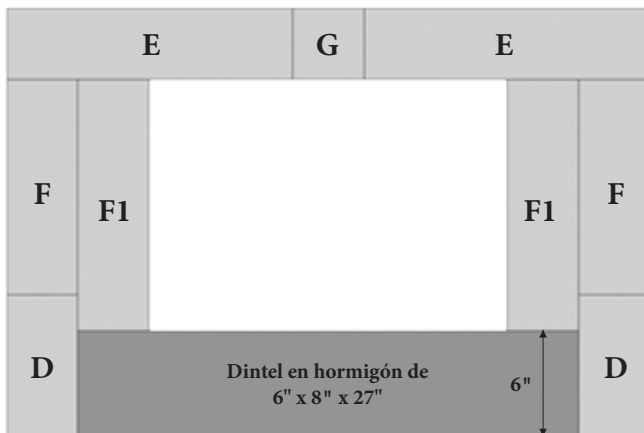 E G E
F F1 F1 F
D Dintel en hormigón de 6" D
6" x 8" x 27"